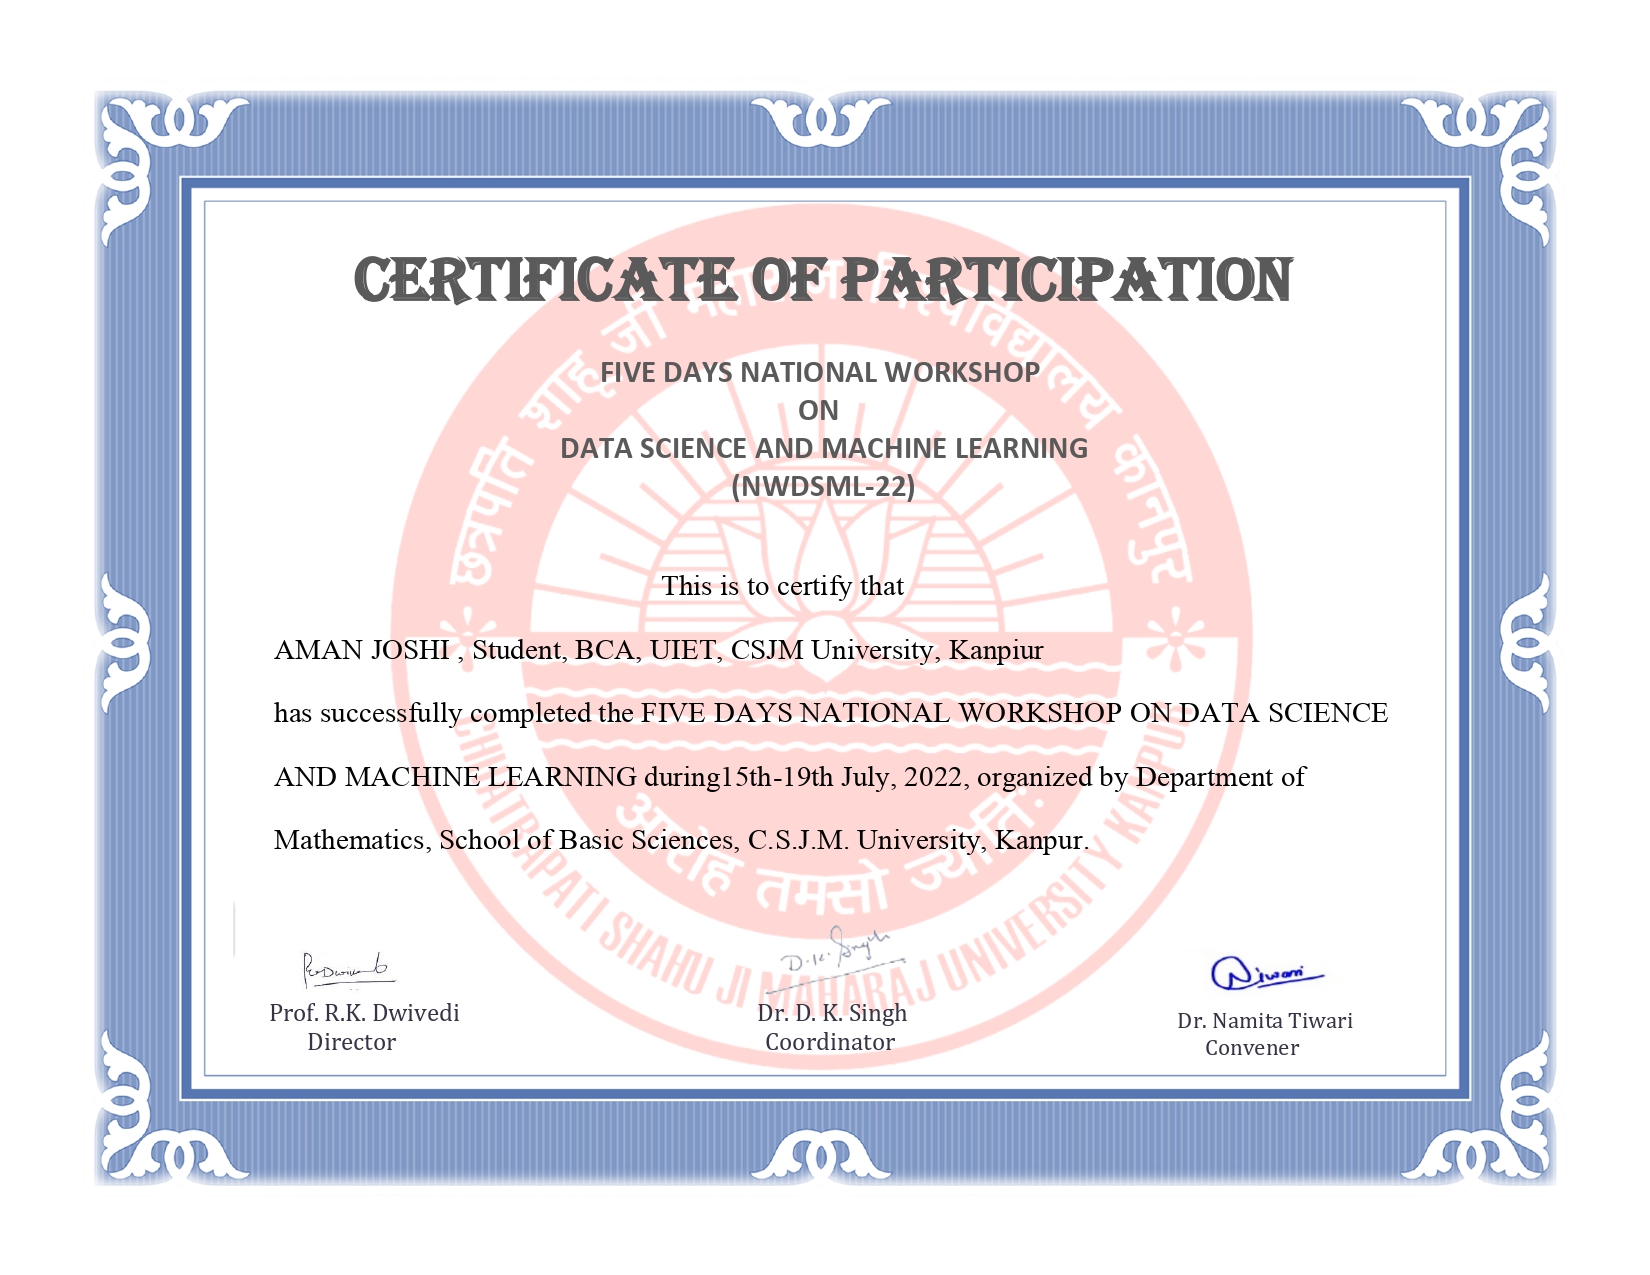 CERTIFICATE OF PARTICIPATION
FIVE DAYS NATIONAL WORKSHOP
ON
DATA SCIENCE AND MACHINE LEARNING
(NWDSML-22)
This is to certify that
AMAN JOSHI , Student, BCA, UIET, CSJM University, Kanpiur
has successfully completed the FIVE DAYS NATIONAL WORKSHOP ON DATA SCIENCE
AND MACHINE LEARNING during15th-19th July, 2022, organized by Department of
Mathematics, School of Basic Sciences, C.S.J.M. University, Kanpur.
छत्रपति शाहू जी महाराज विश्वविद्यालय कानपुर
आरोह तमसो ज्योतिः
CHHATRAPATI SHAHU JI MAHARAJ UNIVERSITY KANPUR
D.K. Singh
Prof. R.K. Dwivedi
Director
Dr. D. K. Singh
Coordinator
Dr. Namita Tiwari
Convener